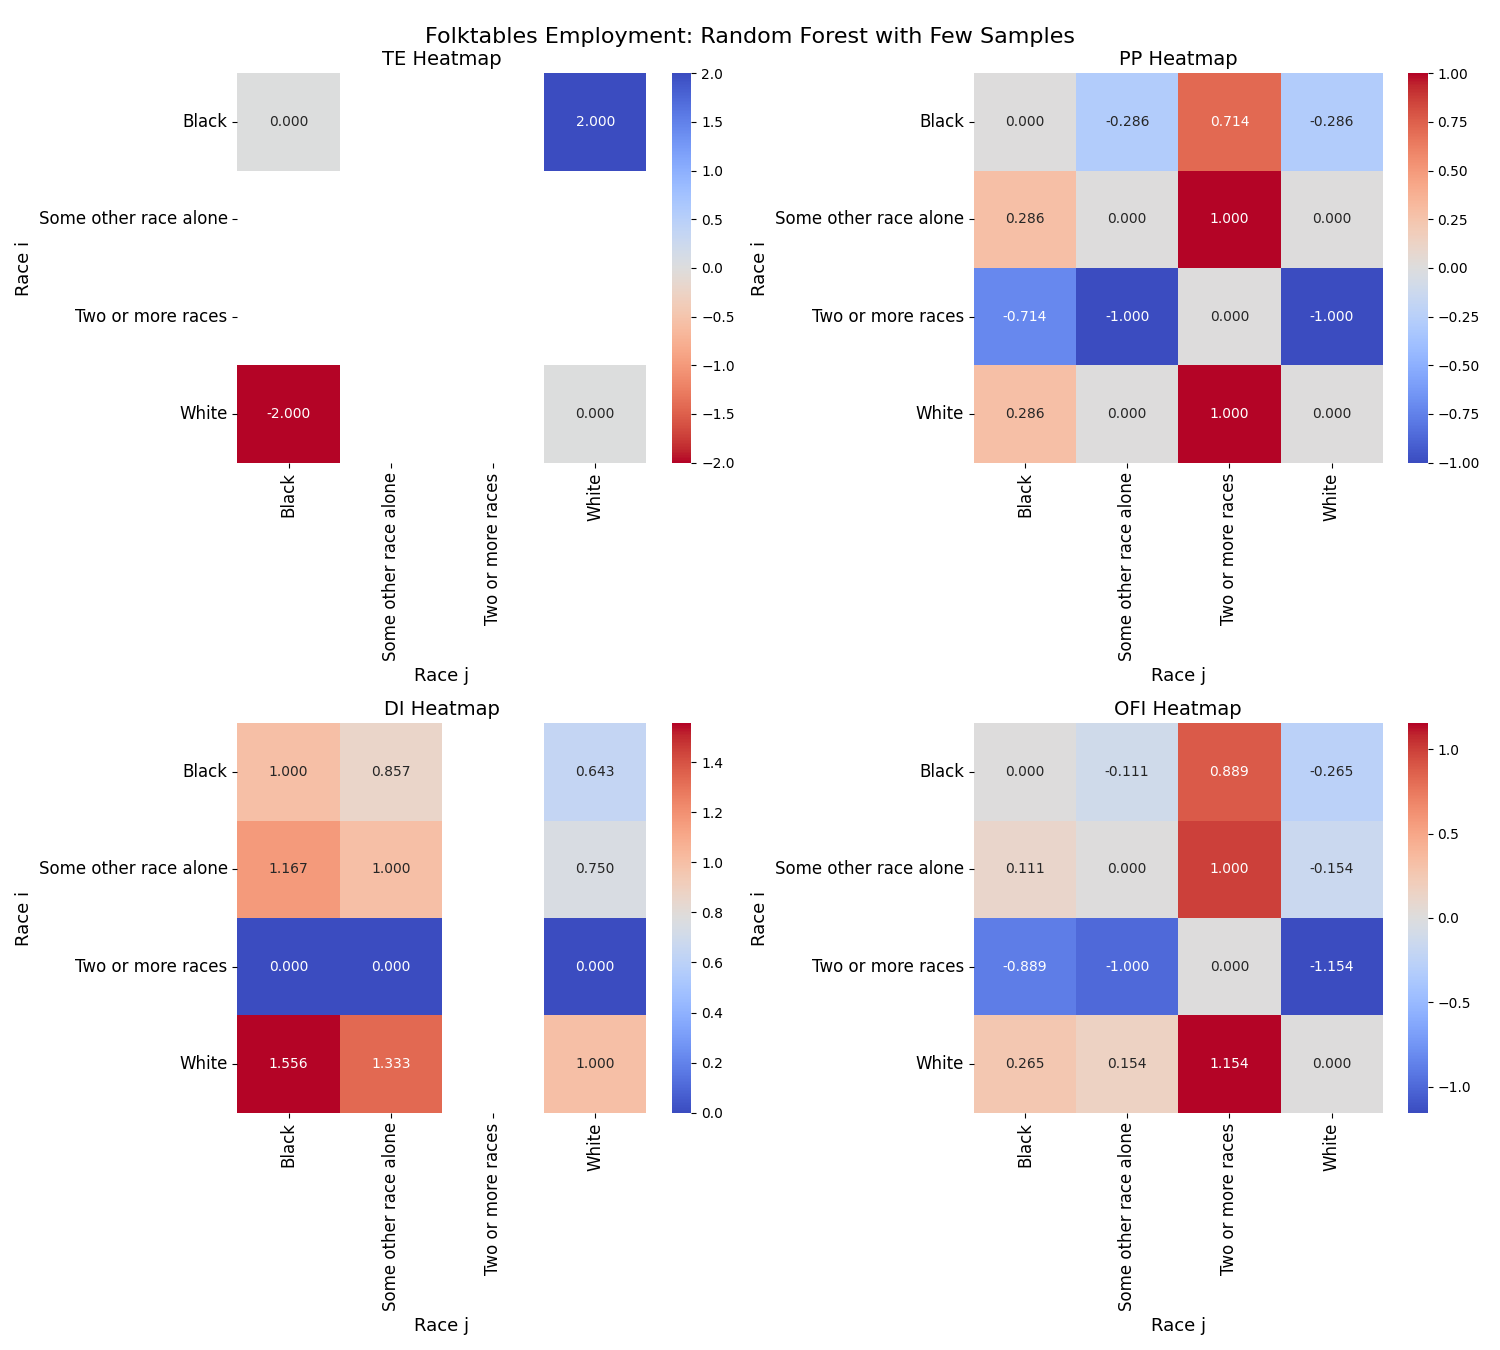 Folktables Employment: Random Forest with Few Samples
TE Heatmap
Race i
Black
Some other race alone
Two or more races
White
0.000 2.000
-2.000 0.000
Black
Some other race alone
Two or more races
White
Race j
2.0
1.5
1.0
0.5
0.0
−0.5
−1.0
−1.5
−2.0
PP Heatmap
Race i
Black
Some other race alone
Two or more races
White
0.000 -0.286 0.714 -0.286
0.286 0.000 1.000 0.000
-0.714 -1.000 0.000 -1.000
0.286 0.000 1.000 0.000
Black
Some other race alone
Two or more races
White
Race j
1.00
0.75
0.50
0.25
0.00
−0.25
−0.50
−0.75
−1.00
DI Heatmap
Race i
Black
Some other race alone
Two or more races
White
1.000 0.857 0.643
1.167 1.000 0.750
0.000 0.000 0.000
1.556 1.333 1.000
Black
Some other race alone
Two or more races
White
Race j
1.4
1.2
1.0
0.8
0.6
0.4
0.2
0.0
OFI Heatmap
Race i
Black
Some other race alone
Two or more races
White
0.000 -0.111 0.889 -0.265
0.111 0.000 1.000 -0.154
-0.889 -1.000 0.000 -1.154
0.265 0.154 1.154 0.000
Black
Some other race alone
Two or more races
White
Race j
1.0
0.5
0.0
−0.5
−1.0